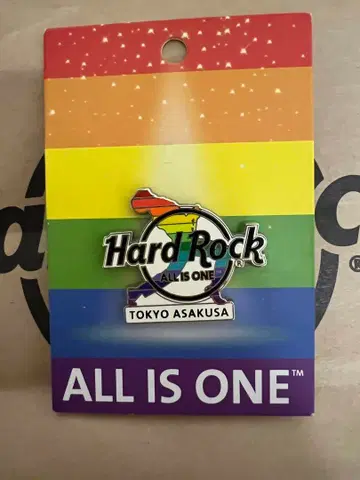 Hard Rock
®
ALL IS ONE
TOKYO ASAKUSA
ALL IS ONE™